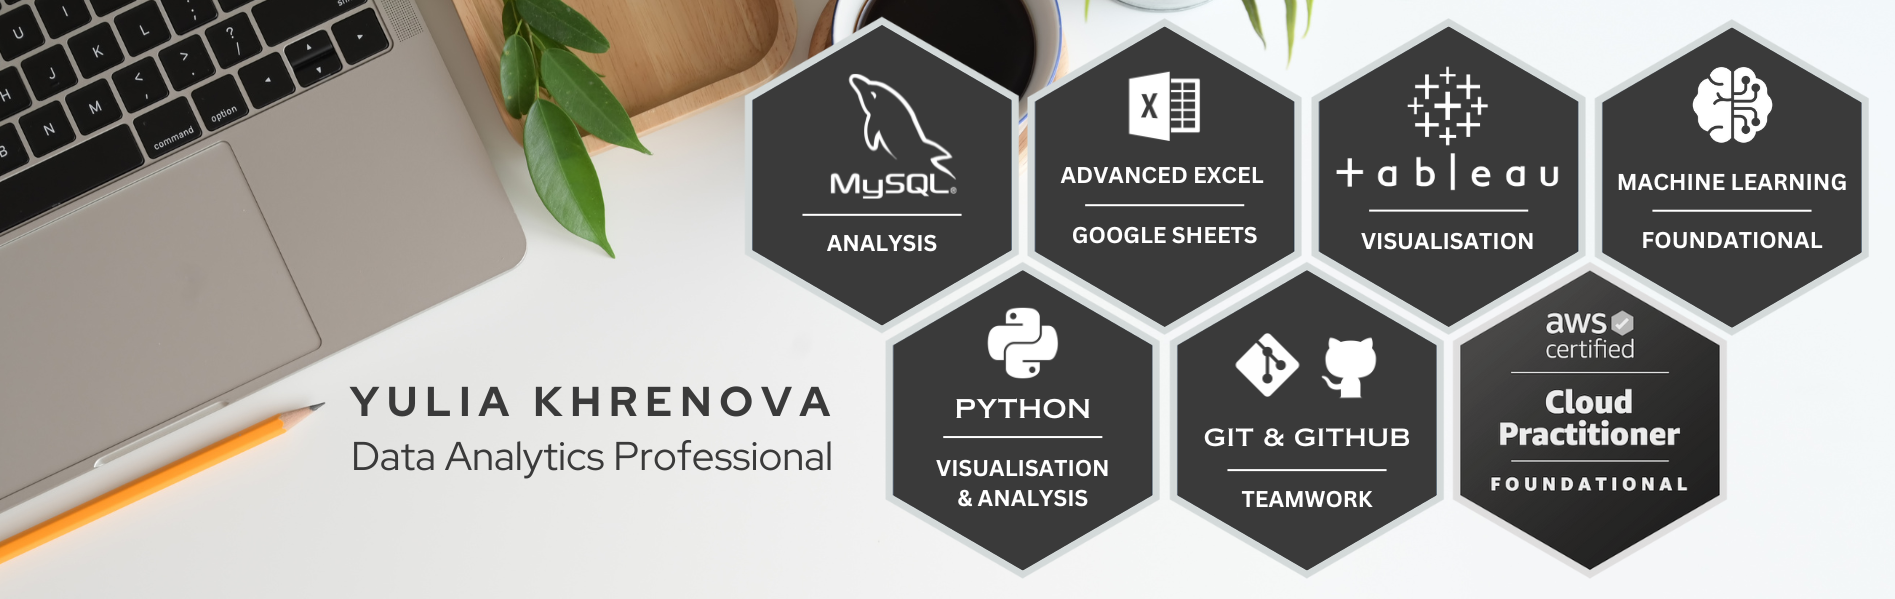 U
I
J
K
L
H
N
M
B
< ,
> .
? /
;
:
command
option
MySQL®
ANALYSIS
X
ADVANCED EXCEL
GOOGLE SHEETS
+ableau
VISUALISATION
MACHINE LEARNING
FOUNDATIONAL
YULIA KHRENOVA
Data Analytics Professional
PYTHON
VISUALISATION
& ANALYSIS
GIT & GITHUB
TEAMWORK
aws
certified
Cloud
Practitioner
FOUNDATIONAL